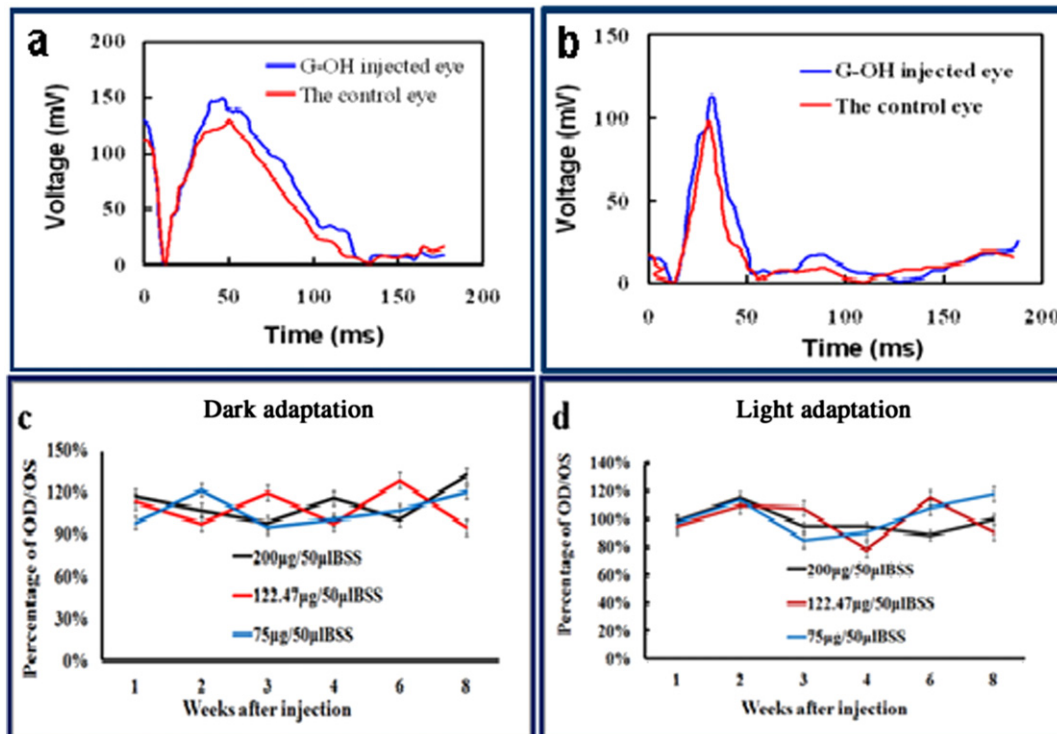 a
200
150
100
50
0
Voltage (mV)
G-OH injected eye
The control eye
0 50 100 150 200
Time (ms)
b
150
100
50
0
Voltage (mV)
G-OH injected eye
The control eye
0 50 100 150 200
Time (ms)
c
Dark adaptation
150%
120%
90%
60%
30%
0%
Percentage of OD/OS
200µg/50µlBSS
122.47µg/50µlBSS
75µg/50µlBSS
1 2 3 4 6 8
Weeks after injection
d
Light adaptation
140%
120%
100%
80%
60%
40%
20%
0%
Percentage of OD/OS
200µg/50µlBSS
122.47µg/50µlBSS
75µg/50µlBSS
1 2 3 4 6 8
Weeks after injection